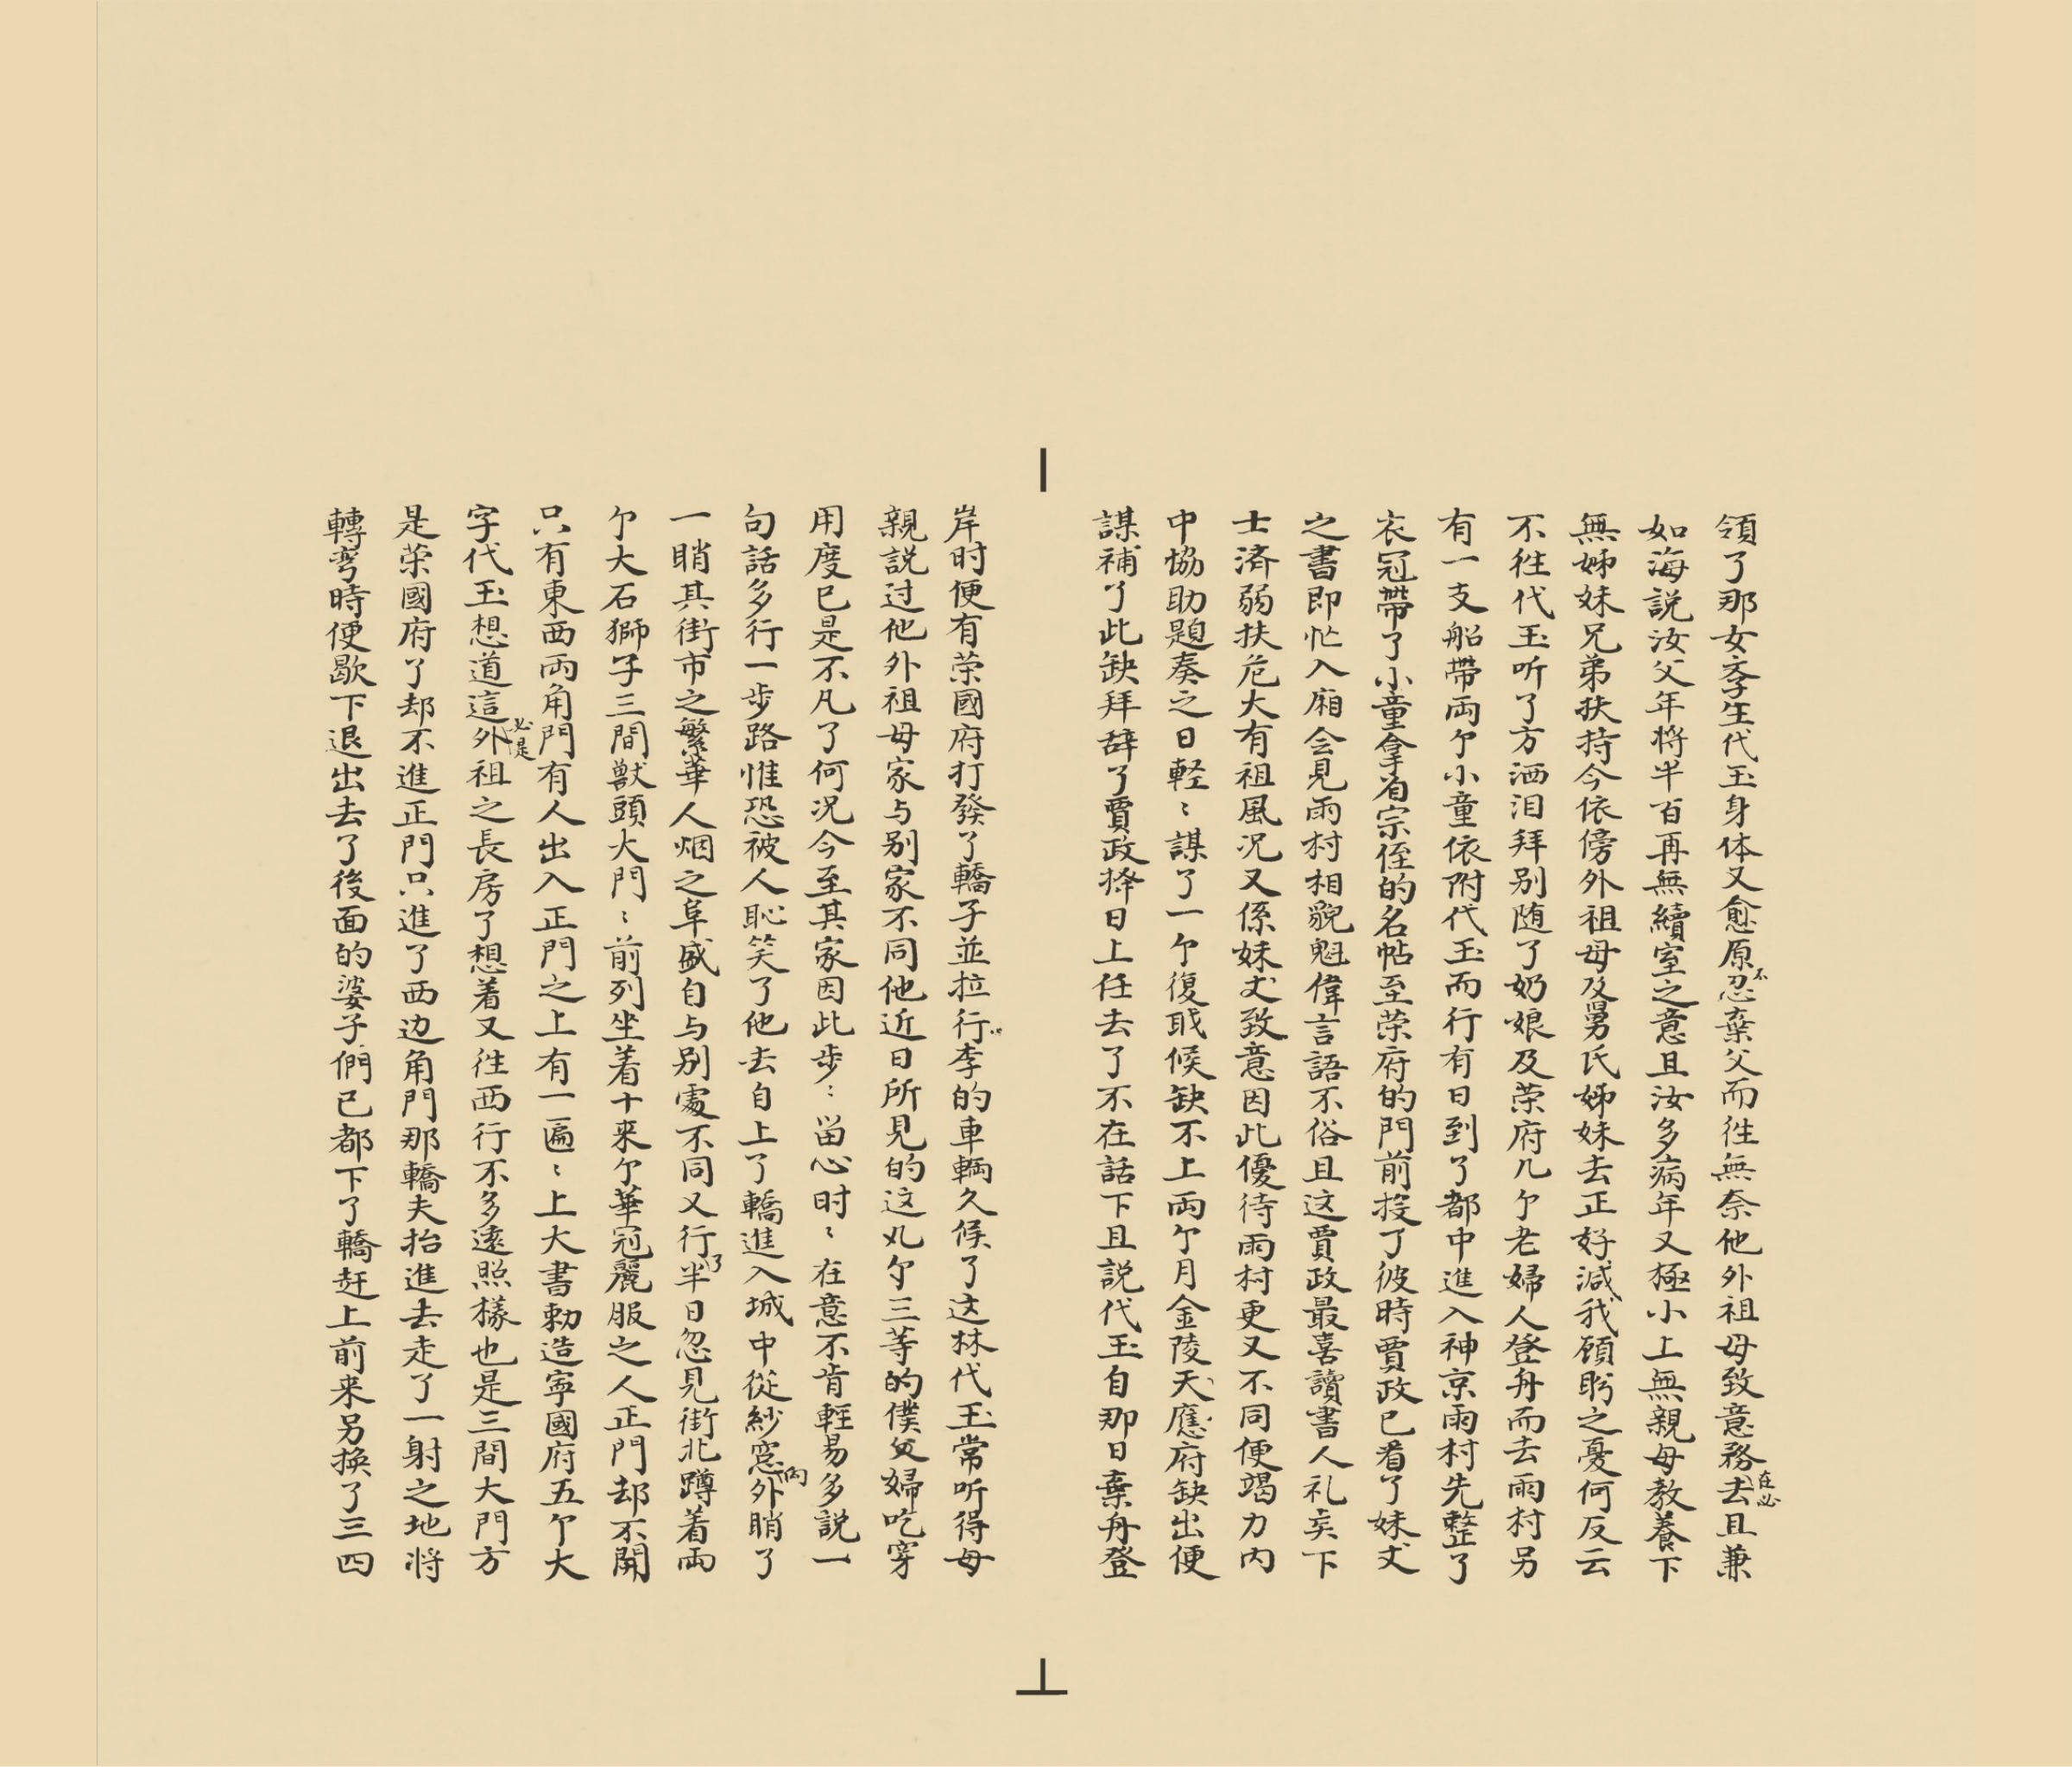 領了那女孝生代玉身体又愈原不忍棄父而徃無奈他外祖母致意務在必去且兼
如海説汝父年将半百再無續室之意且汝多病年又極小上無親母教養下
無姊妹兄弟扶持今依傍外祖母及舅氏姊妹去正好減我顧盼之憂何反云
不徃代玉听了方洒泪拜别随了奶娘及荣府几个老婦人登舟而去雨村另
有一支船帶両个小童依附代玉而行有日到了都中進入神京雨村先整了
衣冠帶了小童拿着宗侄的名帖至荣府的門前投了彼時賈政已看了妹丈
之書即忙入廂会見雨村相貌魁偉言語不俗且这賈政最喜讀書人礼亥下
士済弱扶危大有祖風况又係妹丈致意因此優待雨村更又不同便竭力内
中協助題奏之日軽〻謀了一个復戝候缺不上両个月金陵天應府缺出便
謀補了此缺拜辞了賈政擇日上任去了不在話下且説代玉自那日棄舟登
岸时便有荣國府打發了轎子並拉行李的車輌久候了这林代玉常听得母
親説过他外祖母家与别家不同他近日所見的这㡬个三等的僕父婦吃穿
用度已是不凡了何况今至其家因此步〻留心时〻在意不肯輕易多説一
句話多行一步路惟恐被人恥笑了他去自上了轎進入城中從紗窓外内瞧了
一瞧其街市之繁華人烟之阜盛自与别處不同又行了半日忽見街北蹲着両
个大石獅子三間獸頭大門〻前列坐着十来个華冠麗服之人正門却不開
只有東西両角門有人出入正門之上有一匾〻上大書勅造寧國府五个大
字代玉想道這必是外祖之長房了想着又徃西行不多遠照樣也是三間大門方
是荣國府了却不進正門只進了西边角門那轎夫抬進去走了一射之地将
轉弯時便歇下退出去了後面的婆子們已都下了轎赶上前来另换了三四